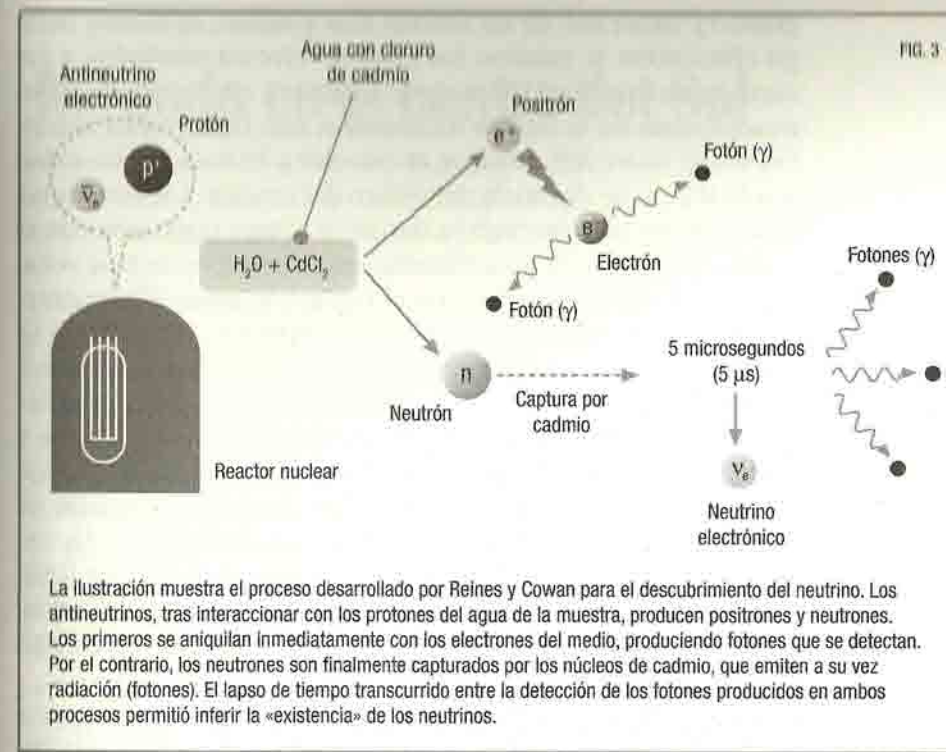 FIG. 3
Agua con cloruro
de cadmio
Antineutrino
electrónico
Protón
p⁺
ν̅ₑ
Positrón
e⁺
Fotón (γ)
H₂O + CdCl₂
Electrón
Fotón (γ)
Fotones (γ)
n
Neutrón
Captura por
cadmio
5 microsegundos
(5 µs)
νₑ
Neutrino
electrónico
Reactor nuclear
La ilustración muestra el proceso desarrollado por Reines y Cowan para el descubrimiento del neutrino. Los
antineutrinos, tras interaccionar con los protones del agua de la muestra, producen positrones y neutrones.
Los primeros se aniquilan inmediatamente con los electrones del medio, produciendo fotones que se detectan.
Por el contrario, los neutrones son finalmente capturados por los núcleos de cadmio, que emiten a su vez
radiación (fotones). El lapso de tiempo transcurrido entre la detección de los fotones producidos en ambos
procesos permitió inferir la «existencia» de los neutrinos.